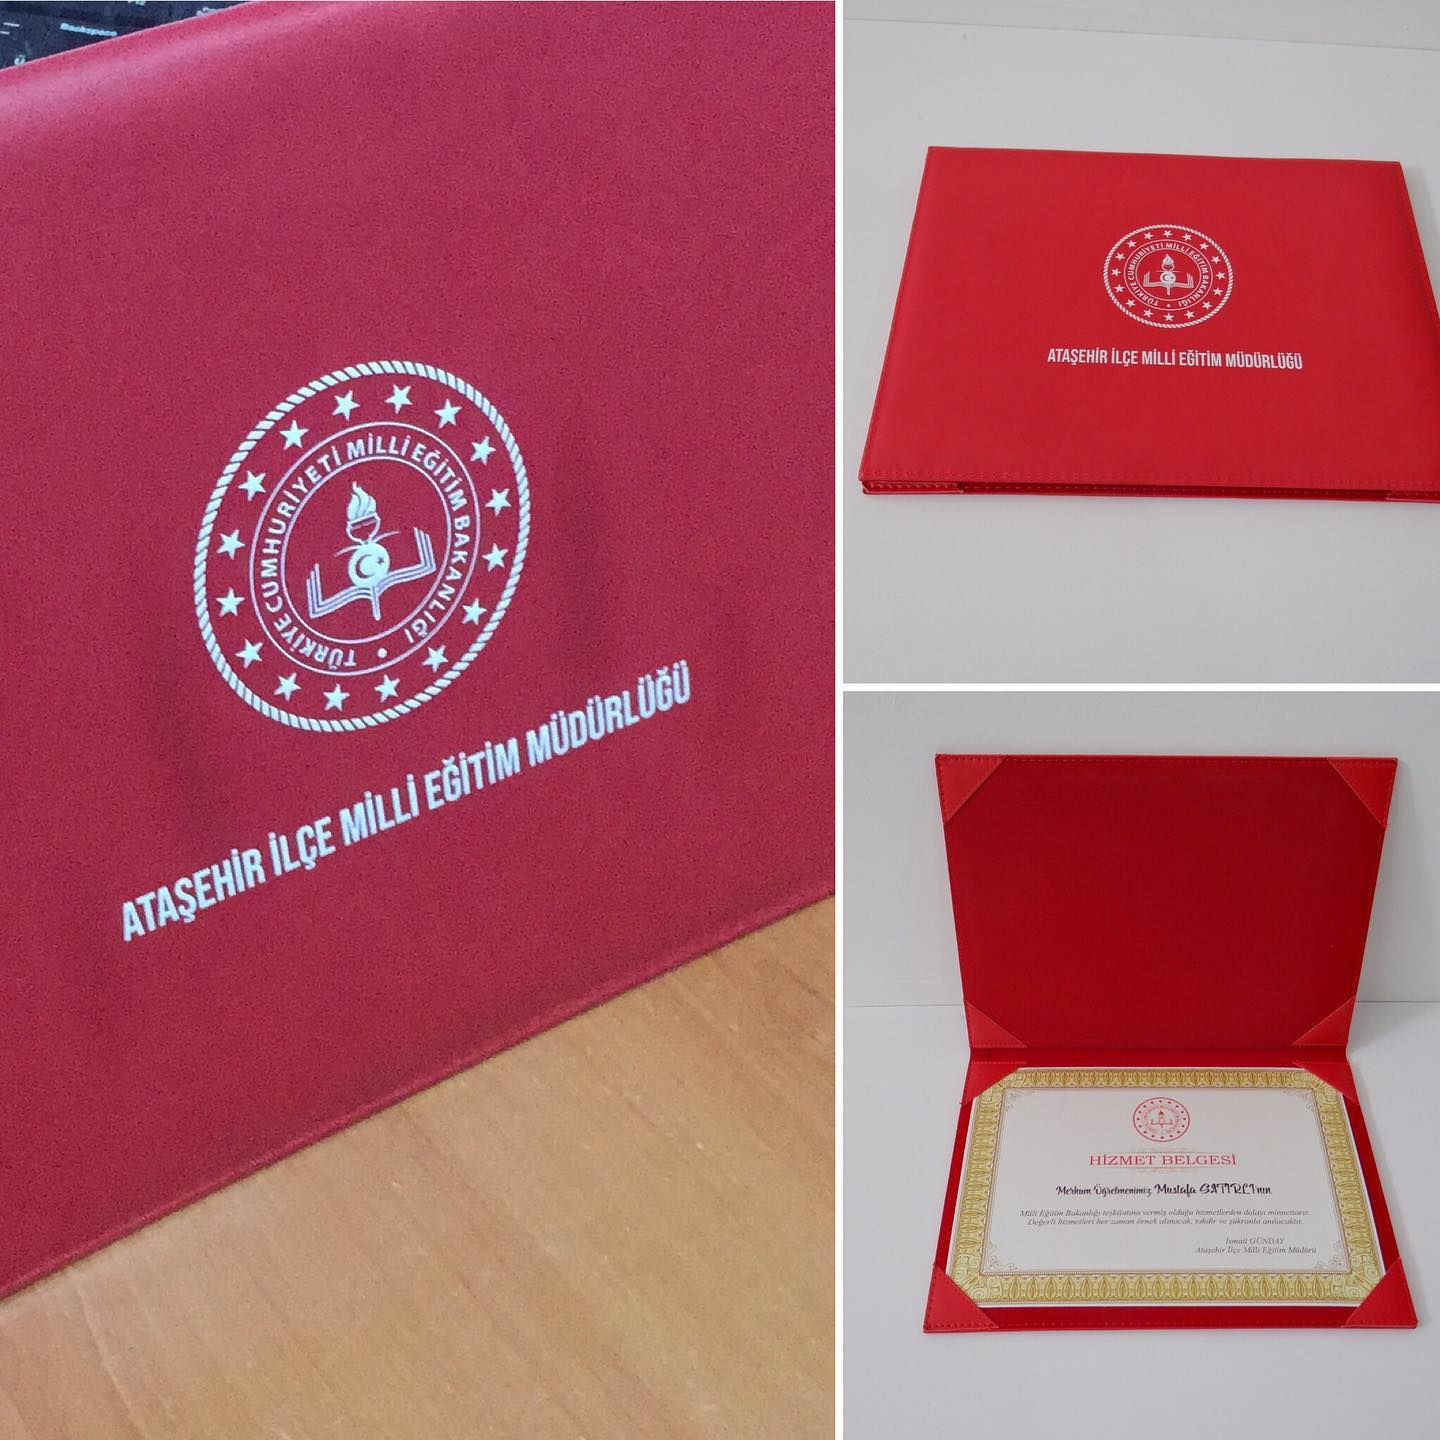 Backspace
TÜRKİYE CUMHURİYETİ MİLLİ EĞİTİM BAKANLIĞI
ATAŞEHİR İLÇE MİLLİ EĞİTİM MÜDÜRLÜĞÜ
TÜRKİYE CUMHURİYETİ MİLLİ EĞİTİM BAKANLIĞI
ATAŞEHİR İLÇE MİLLİ EĞİTİM MÜDÜRLÜĞÜ
HİZMET BELGESİ
Merhum Öğretmenimiz Mustafa SATIRLI'nın
Milli Eğitim Bakanlığı teşkilatına vermiş olduğu hizmetlerden dolayı minnettarız.
Değerli hizmetleri her zaman örnek alınacak, takdir ve şükranla anılacaktır.
İsmail GÜNDAY
Ataşehir İlçe Milli Eğitim Müdürü